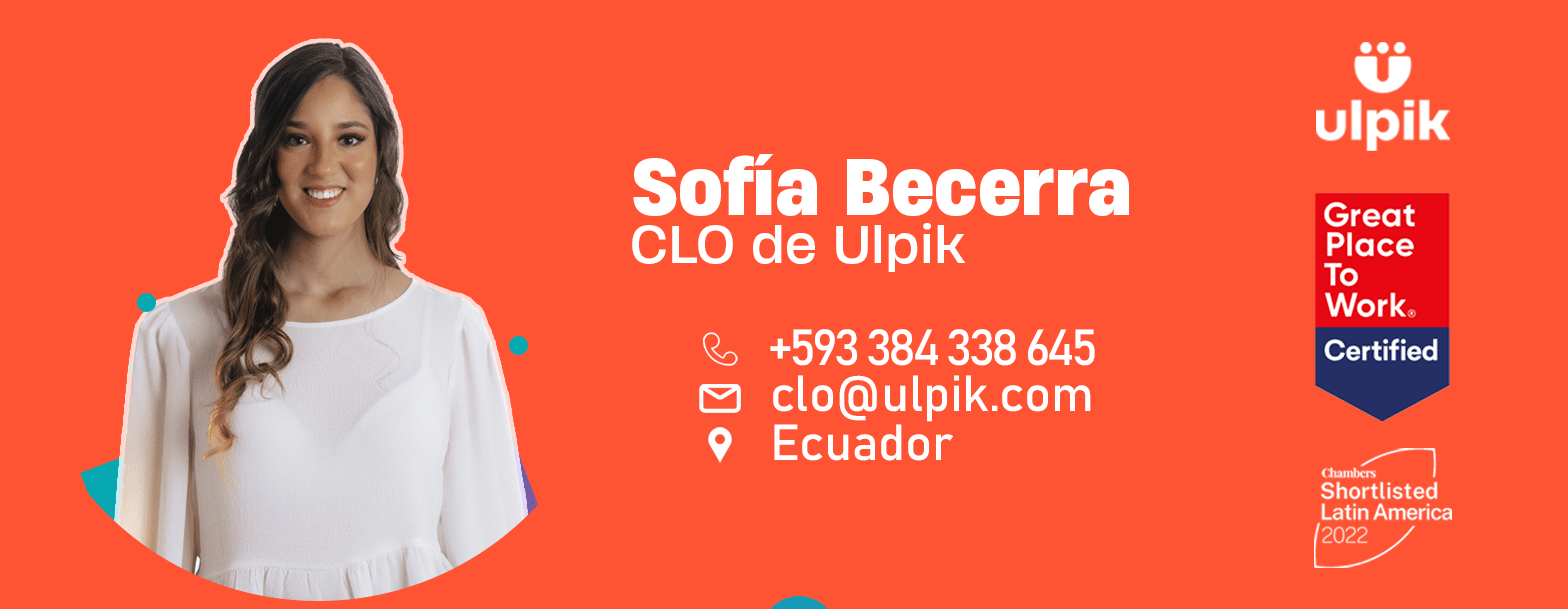 Sofía Becerra
CLO de Ulpik
+593 384 338 645
clo@ulpik.com
Ecuador
ulpik
Great
Place
To
Work®
Certified
Chambers
Shortlisted
Latin America
2022